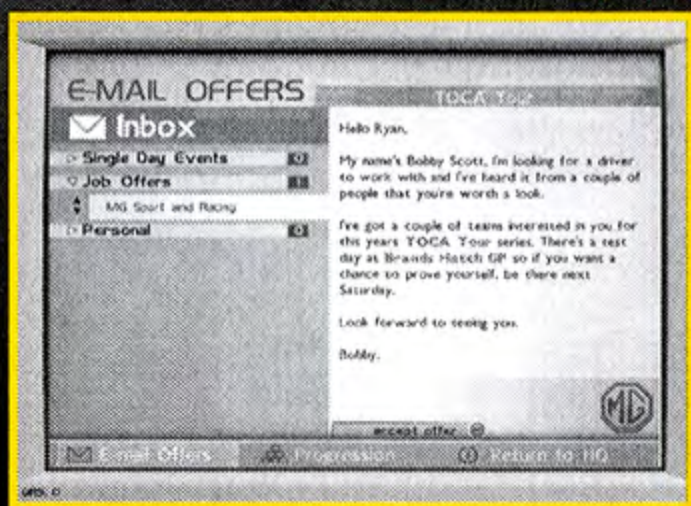 E-MAIL OFFERS
TOCA Tour
Inbox
Single Day Events 0
Job Offers 1
MG Sport and Racing
Personal 0
Hello Ryan,
My name's Bobby Scott, I'm looking for a driver
to work with and I've heard it from a couple of
people that you're worth a look.
I've got a couple of teams interested in you for
this years TOCA Tour series. There's a test
day at Brands Hatch GP so if you want a
chance to prove yourself, be there next
Saturday.
Look forward to seeing you.
Bobby.
MG
accept offer
E-mail Offers
Progression
Return to HQ